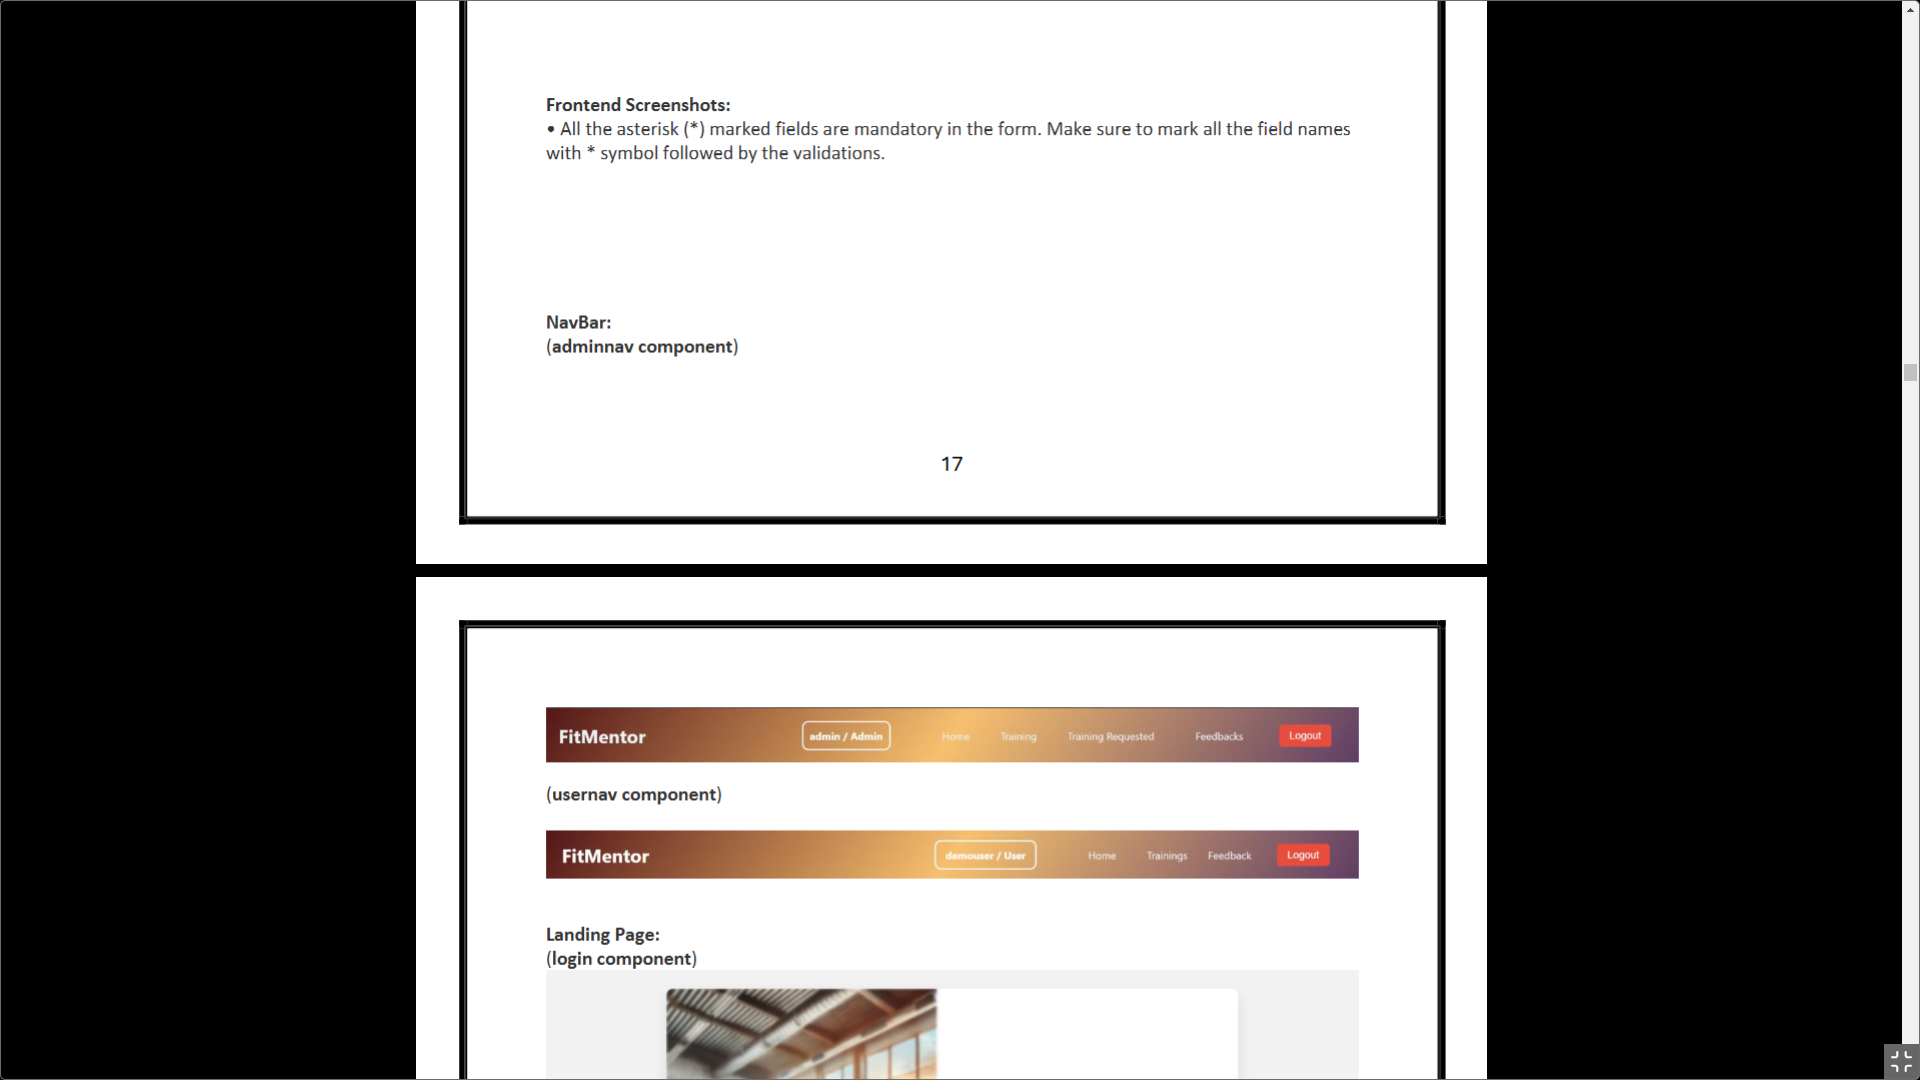 Frontend Screenshots:
• All the asterisk (*) marked fields are mandatory in the form. Make sure to mark all the field names
with * symbol followed by the validations.
NavBar:
(adminnav component)
17
FitMentor admin / Admin Home Training Training Requested Feedbacks Logout
(usernav component)
FitMentor demouser / User Home Trainings Feedback Logout
Landing Page:
(login component)